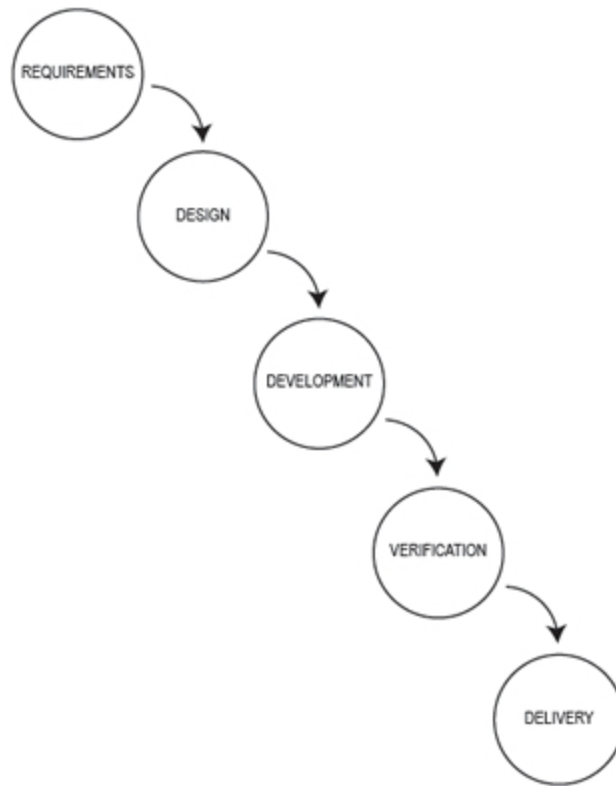 REQUIREMENTS
DESIGN
DEVELOPMENT
VERIFICATION
DELIVERY